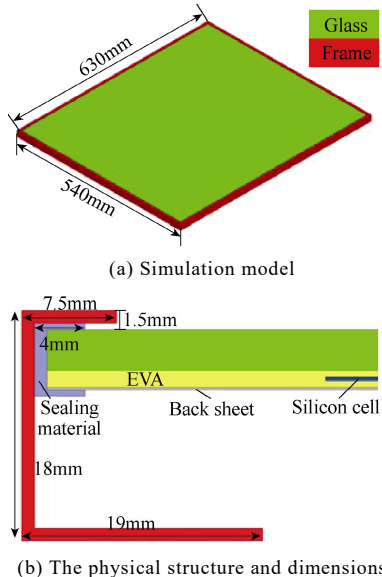 Glass
Frame
630mm
540mm
(a) Simulation model
7.5mm
1.5mm
4mm
EVA
Sealing
material
Back sheet
Silicon cell
18mm
19mm
(b) The physical structure and dimensions